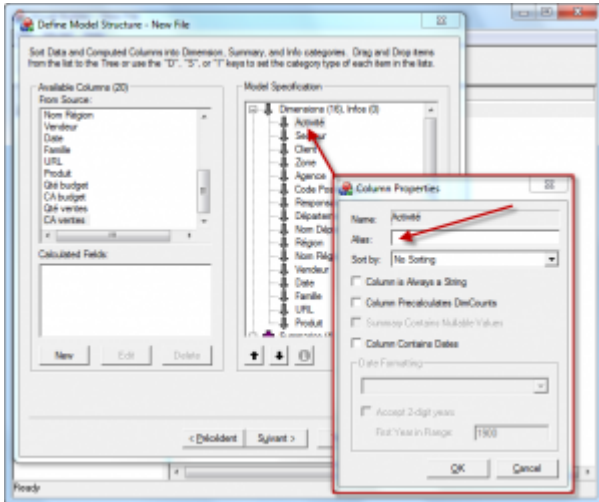 Define Model Structure - New File
Sort Data and Computed Columns into Dimension, Summary, and Info categories. Drag and Drop items
from the list to the Tree or use the "D", "S", or "I" keys to set the category type of each item in the lists.
Available Columns (20)
From Source:
Nom Région
Vendeur
Date
Famille
URL
Produit
Qté budget
CA budget
Qté ventes
CA ventes
Calculated Fields:
New
Edit
Delete
Model Specification
Dimensions (16), Infos (0)
Activité
Client
Zone
Agence
Code Pos
Response
Départem
Nom Dép
Région
Nom Rég
Vendeur
Date
Famille
URL
Produit
< Précédent
Suivant >
Column Properties
Name: Activité
Alias:
Sort by: No Sorting
Column is Always a String
Column Precalculates DimCounts
Summary Contains Nullable Values
Column Contains Dates
Date Formatting
Accept 2-digit years
First Year in Range: 1900
OK
Cancel
Ready